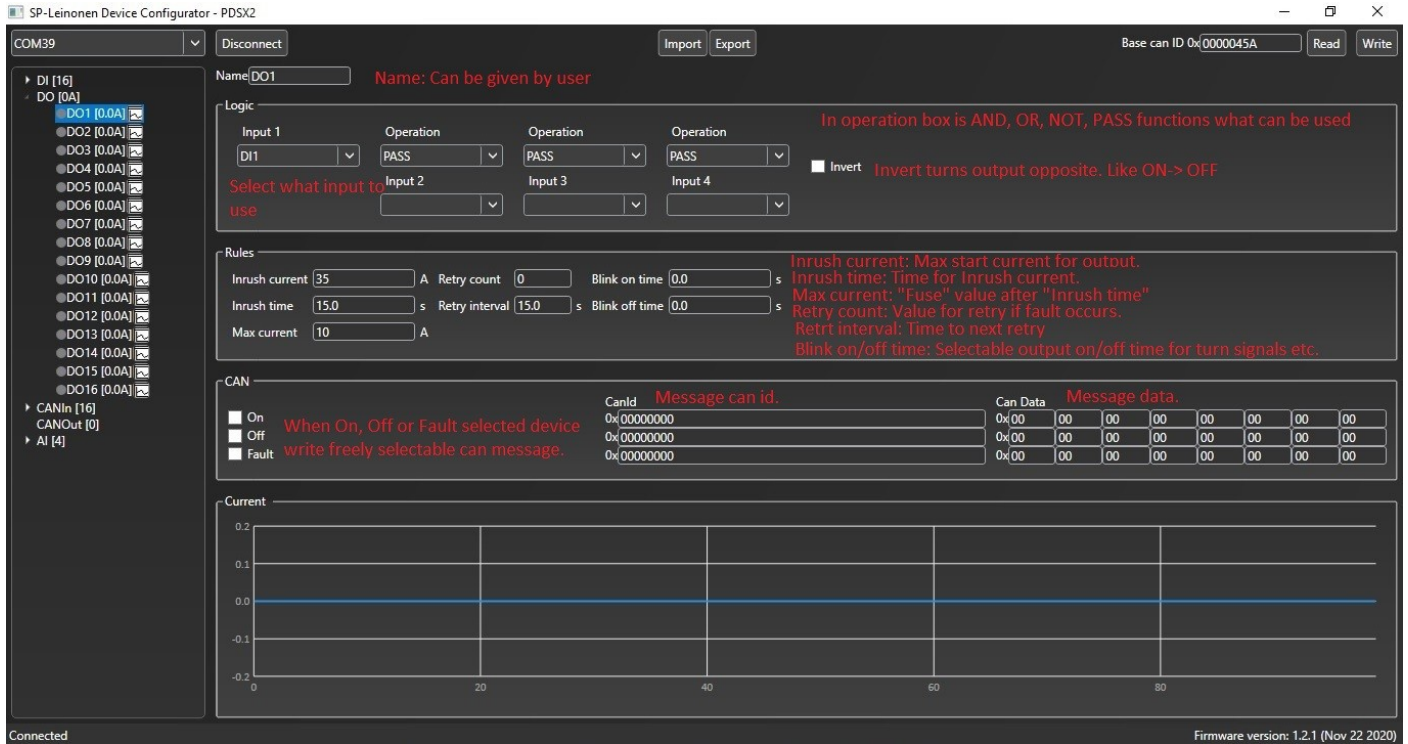 SP-Leinonen Device Configurator - PDSX2
COM39 Disconnect Import Export Base can ID 0x 0000045A Read Write
DI [16]
DO [0A]
DO1 [0.0A]
DO2 [0.0A]
DO3 [0.0A]
DO4 [0.0A]
DO5 [0.0A]
DO6 [0.0A]
DO7 [0.0A]
DO8 [0.0A]
DO9 [0.0A]
DO10 [0.0A]
DO11 [0.0A]
DO12 [0.0A]
DO13 [0.0A]
DO14 [0.0A]
DO15 [0.0A]
DO16 [0.0A]
CANIn [16]
CANOut [0]
AI [4]
Name DO1 Name: Can be given by user
Logic
In operation box is AND, OR, NOT, PASS functions what can be used
Input 1 Operation Operation Operation
DI1 PASS PASS PASS
Invert Invert turns output opposite. Like ON-> OFF
Select what input to
use
Input 2 Input 3 Input 4
Rules
Inrush current 35 A Retry count 0 Blink on time 0.0 s
Inrush time 15.0 s Retry interval 15.0 s Blink off time 0.0 s
Max current 10 A
Inrush current: Max start current for output.
Inrush time: Time for Inrush current.
Max current: "Fuse" value after "Inrush time"
Retry count: Value for retry if fault occurs.
Retrt interval: Time to next retry
Blink on/off time: Selectable output on/off time for turn signals etc.
CAN
CanId Message can id. Can Data Message data.
On 0x 00000000 0x 00 00 00 00 00 00 00 00
Off 0x 00000000 0x 00 00 00 00 00 00 00 00
Fault 0x 00000000 0x 00 00 00 00 00 00 00 00
When On, Off or Fault selected device
write freely selectable can message.
Current
0.2
0.1
0.0
-0.1
-0.2
0 20 40 60 80
Connected Firmware version: 1.2.1 (Nov 22 2020)